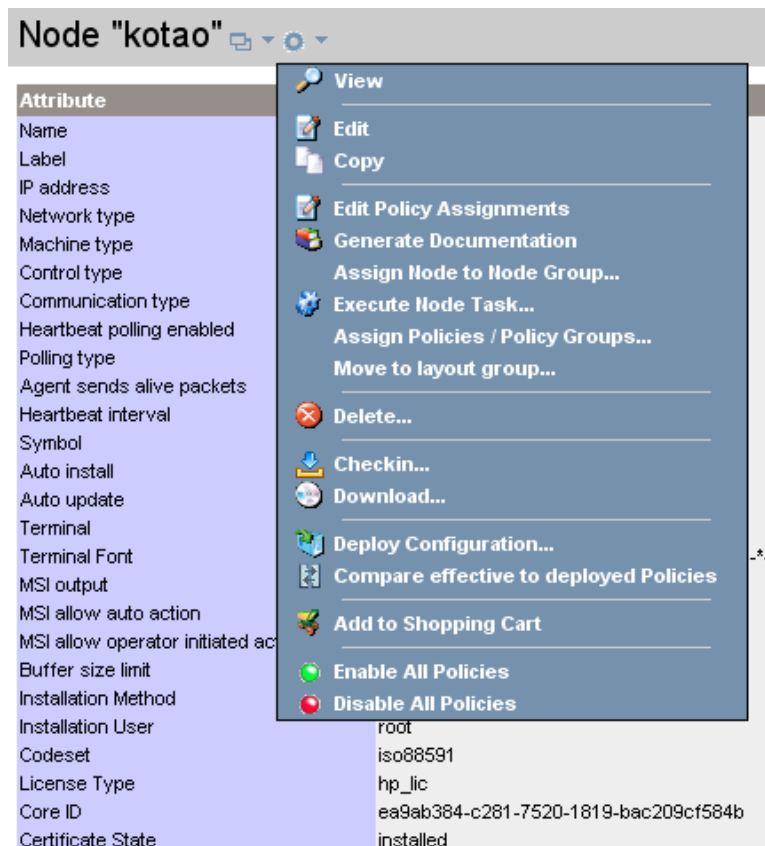 Node "kotao"
View
Attribute
Name
Edit
Label
Copy
IP address
Network type
Edit Policy Assignments
Machine type
Generate Documentation
Control type
Assign Node to Node Group...
Communication type
Execute Node Task...
Heartbeat polling enabled
Assign Policies / Policy Groups...
Polling type
Move to layout group...
Agent sends alive packets
Heartbeat interval
Delete...
Symbol
Auto install
Checkin...
Auto update
Download...
Terminal
Deploy Configuration...
Terminal Font
-*
MSI output
Compare effective to deployed Policies
MSI allow auto action
Add to Shopping Cart
MSI allow operator initiated ac
Buffer size limit
Enable All Policies
Installation Method
Disable All Policies
Installation User root
Codeset iso88591
License Type hp_lic
Core ID ea9ab384-c281-7520-1819-bac209cf584b
Certificate State installed